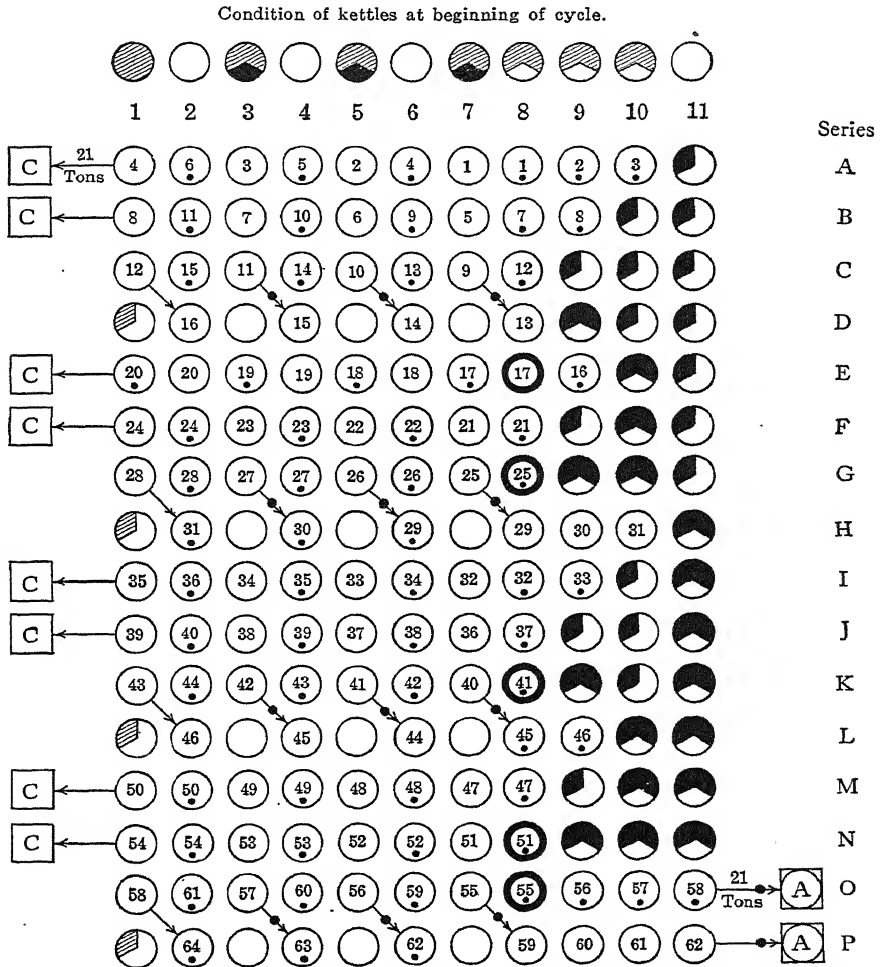 Condition of kettles at beginning of cycle.
1 2 3 4 5 6 7 8 9 10 11
Series
C 21 Tons 4 6 3 5 2 4 1 1 2 3 A
C 8 11 7 10 6 9 5 7 8 B
12 15 11 14 10 13 9 12 C
16 15 14 13 D
C 20 20 19 19 18 18 17 17 16 E
C 24 24 23 23 22 22 21 21 F
28 28 27 27 26 26 25 25 G
31 30 29 29 30 31 H
C 35 36 34 35 33 34 32 32 33 I
C 39 40 38 39 37 38 36 37 J
43 44 42 43 41 42 40 41 K
46 45 44 45 46 L
C 50 50 49 49 48 48 47 47 M
C 54 54 53 53 52 52 51 51 N
58 61 57 60 56 59 55 55 56 57 58 21 Tons A O
64 63 62 59 60 61 62 A P